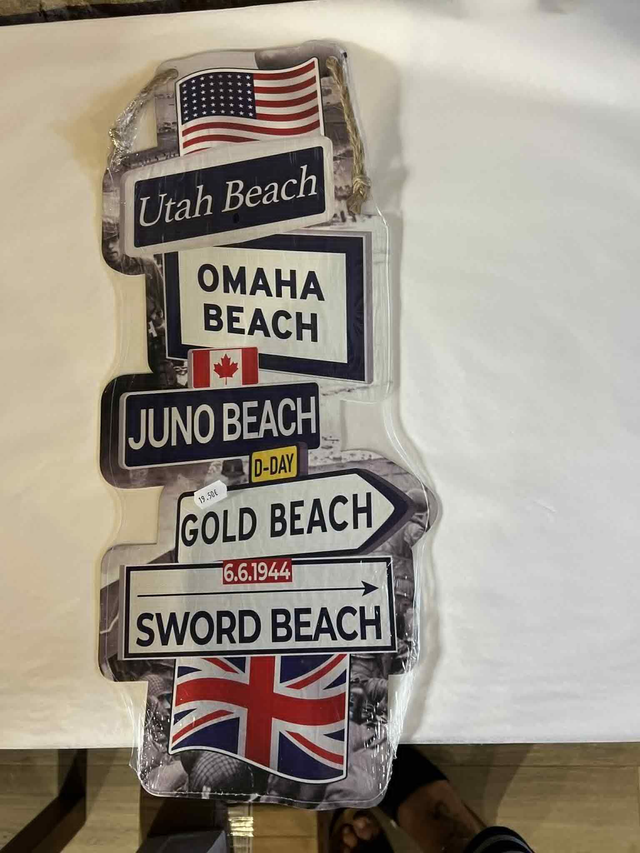 Utah Beach
OMAHA
BEACH
JUNO BEACH
D-DAY
19.50€
GOLD BEACH
6.6.1944
SWORD BEACH